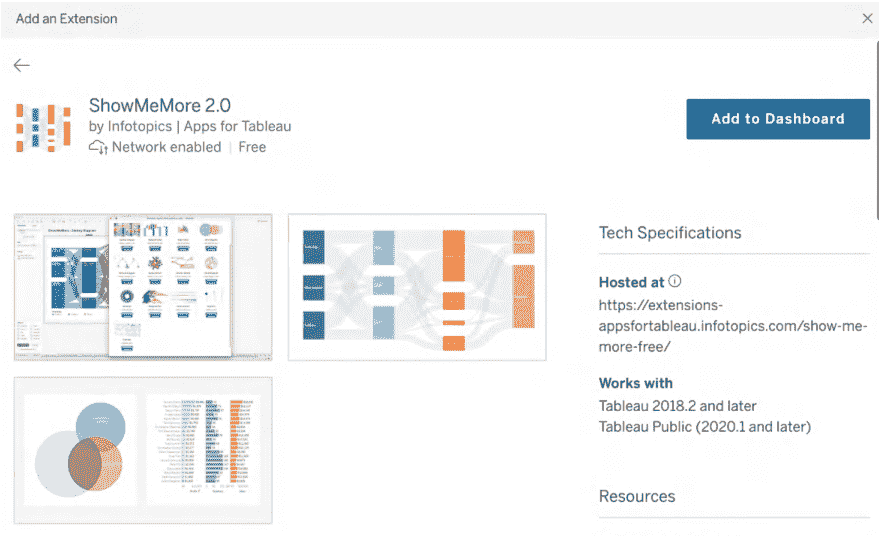 Add an Extension
ShowMeMore 2.0
by Infotopics | Apps for Tableau
Network enabled | Free
Add to Dashboard
Tech Specifications
Hosted at
https://extensions-
appsfortableau.infotopics.com/show-me-
more-free/
Works with
Tableau 2018.2 and later
Tableau Public (2020.1 and later)
Resources